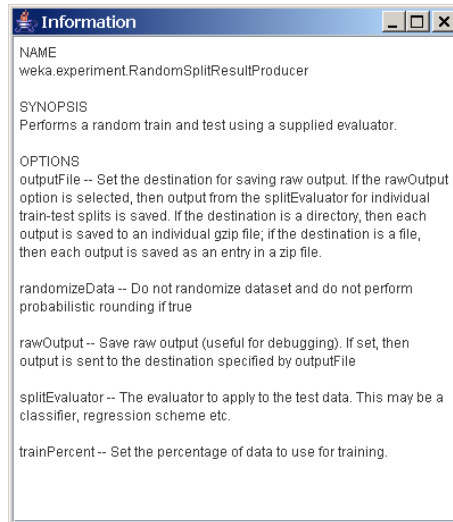 Information
NAME
weka.experiment.RandomSplitResultProducer
SYNOPSIS
Performs a random train and test using a supplied evaluator.
OPTIONS
outputFile -- Set the destination for saving raw output. If the rawOutput
option is selected, then output from the splitEvaluator for individual
train-test splits is saved. If the destination is a directory, then each
output is saved to an individual gzip file; if the destination is a file,
then each output is saved as an entry in a zip file.
randomizeData -- Do not randomize dataset and do not perform
probabilistic rounding if true
rawOutput -- Save raw output (useful for debugging). If set, then
output is sent to the destination specified by outputFile
splitEvaluator -- The evaluator to apply to the test data. This may be a
classifier, regression scheme etc.
trainPercent -- Set the percentage of data to use for training.